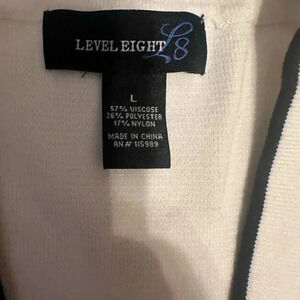 LEVEL EIGHT L8
L
57% VISCOSE
26% POLYESTER
17% NYLON
MADE IN CHINA
RN# 115989